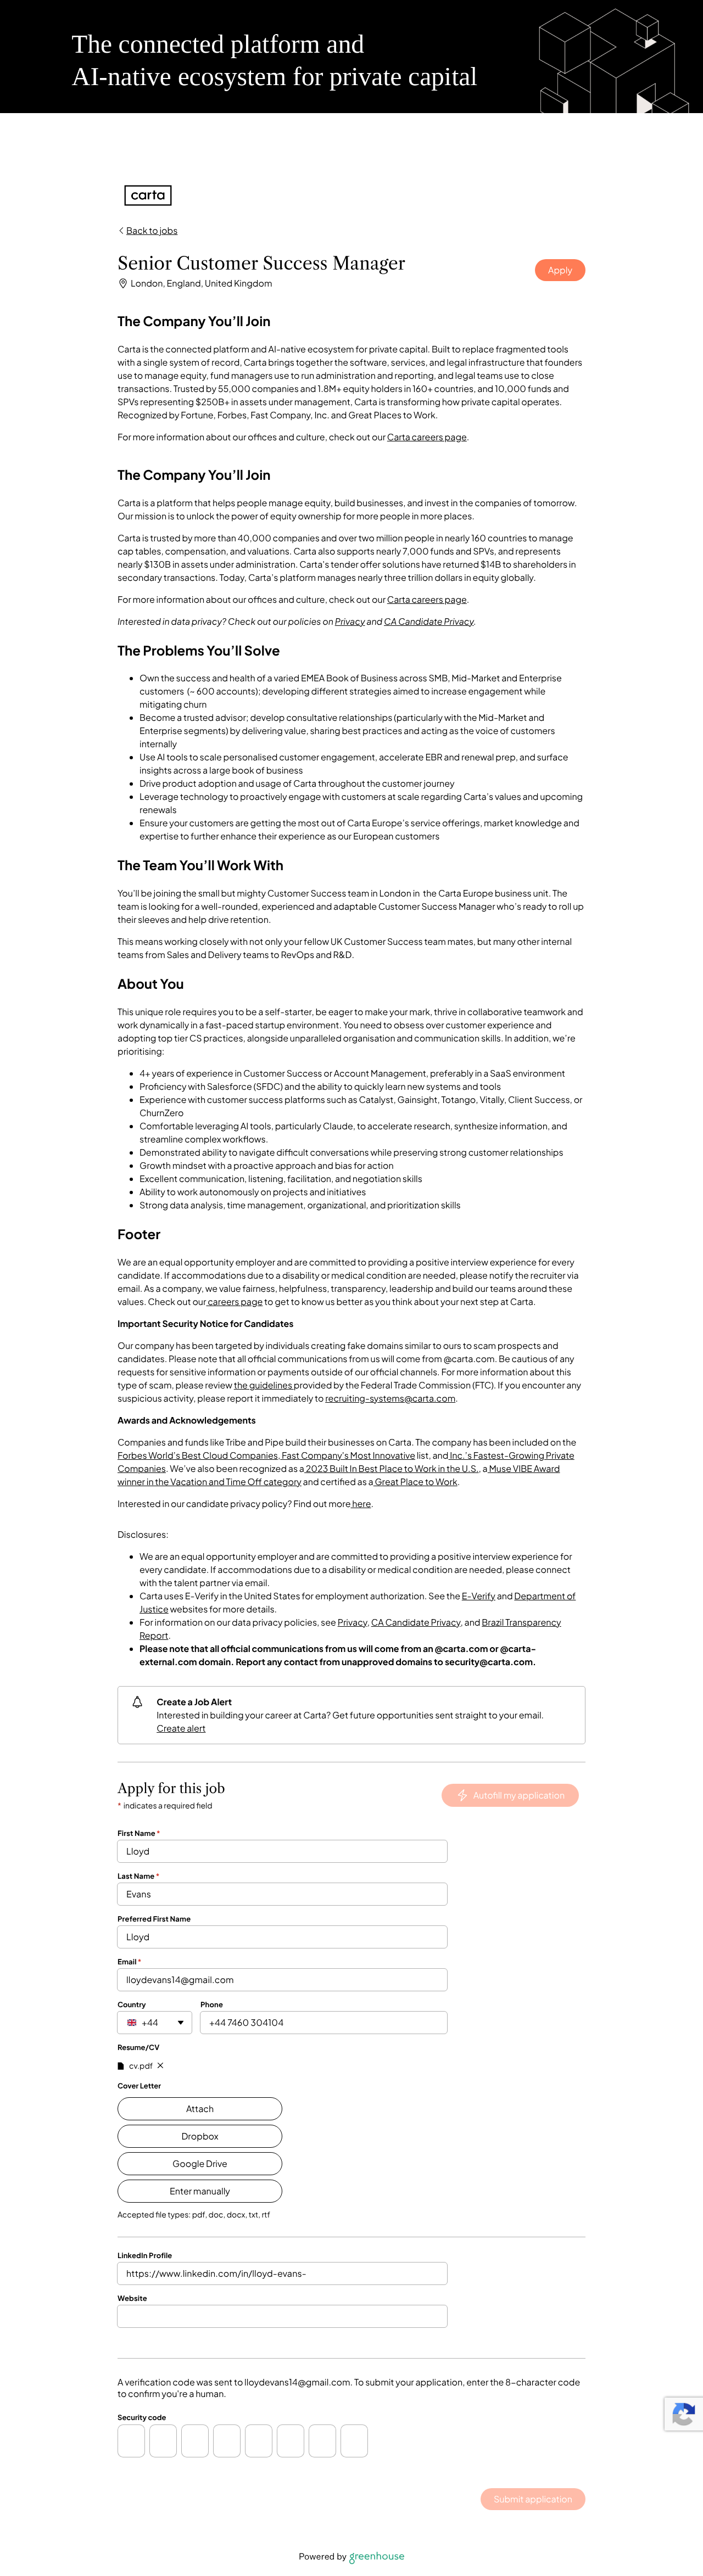 The connected platform and
AI-native ecosystem for private capital
carta
Back to jobs
Senior Customer Success Manager
Apply
London, England, United Kingdom
The Company You'll Join
Carta is the connected platform and AI-native ecosystem for private capital. Built to replace fragmented tools
with a single system of record, Carta brings together the software, services, and legal infrastructure that founders
use to manage equity, fund managers use to run administration and reporting, and legal teams use to close
transactions. Trusted by 55,000 companies and 1.8M+ equity holders in 160+ countries, and 10,000 funds and
SPVs representing $250B+ in assets under management, Carta is transforming how private capital operates.
Recognized by Fortune, Forbes, Fast Company, Inc. and Great Places to Work.
For more information about our offices and culture, check out our Carta careers page.
The Company You'll Join
Carta is a platform that helps people manage equity, build businesses, and invest in the companies of tomorrow.
Our mission is to unlock the power of equity ownership for more people in more places.
Carta is trusted by more than 40,000 companies and over two million people in nearly 160 countries to manage
cap tables, compensation, and valuations. Carta also supports nearly 7,000 funds and SPVs, and represents
nearly $130B in assets under administration. Carta's tender offer solutions have returned $14B to shareholders in
secondary transactions. Today, Carta's platform manages nearly three trillion dollars in equity globally.
For more information about our offices and culture, check out our Carta careers page.
Interested in data privacy? Check out our policies on Privacy and CA Candidate Privacy.
The Problems You'll Solve
• Own the success and health of a varied EMEA Book of Business across SMB, Mid-Market and Enterprise
customers (~ 600 accounts); developing different strategies aimed to increase engagement while
mitigating churn
• Become a trusted advisor; develop consultative relationships (particularly with the Mid-Market and
Enterprise segments) by delivering value, sharing best practices and acting as the voice of customers
internally
• Use AI tools to scale personalised customer engagement, accelerate EBR and renewal prep, and surface
insights across a large book of business
• Drive product adoption and usage of Carta throughout the customer journey
• Leverage technology to proactively engage with customers at scale regarding Carta's values and upcoming
renewals
• Ensure your customers are getting the most out of Carta Europe's service offerings, market knowledge and
expertise to further enhance their experience as our European customers
The Team You'll Work With
You'll be joining the small but mighty Customer Success team in London in the Carta Europe business unit. The
team is looking for a well-rounded, experienced and adaptable Customer Success Manager who's ready to roll up
their sleeves and help drive retention.
This means working closely with not only your fellow UK Customer Success team mates, but many other internal
teams from Sales and Delivery teams to RevOps and R&D.
About You
This unique role requires you to be a self-starter, be eager to make your mark, thrive in collaborative teamwork and
work dynamically in a fast-paced startup environment. You need to obsess over customer experience and
adopting top tier CS practices, alongside unparalleled organisation and communication skills. In addition, we're
prioritising:
• 4+ years of experience in Customer Success or Account Management, preferably in a SaaS environment
• Proficiency with Salesforce (SFDC) and the ability to quickly learn new systems and tools
• Experience with customer success platforms such as Catalyst, Gainsight, Totango, Vitally, Client Success, or
ChurnZero
• Comfortable leveraging AI tools, particularly Claude, to accelerate research, synthesize information, and
streamline complex workflows.
• Demonstrated ability to navigate difficult conversations while preserving strong customer relationships
• Growth mindset with a proactive approach and bias for action
• Excellent communication, listening, facilitation, and negotiation skills
• Ability to work autonomously on projects and initiatives
• Strong data analysis, time management, organizational, and prioritization skills
Footer
We are an equal opportunity employer and are committed to providing a positive interview experience for every
candidate. If accommodations due to a disability or medical condition are needed, please notify the recruiter via
email. As a company, we value fairness, helpfulness, transparency, leadership and build our teams around these
values. Check out our careers page to get to know us better as you think about your next step at Carta.
Important Security Notice for Candidates
Our company has been targeted by individuals creating fake domains similar to ours to scam prospects and
candidates. Please note that all official communications from us will come from @carta.com. Be cautious of any
requests for sensitive information or payments outside of our official channels. For more information about this
type of scam, please review the guidelines provided by the Federal Trade Commission (FTC). If you encounter any
suspicious activity, please report it immediately to recruiting-systems@carta.com.
Awards and Acknowledgements
Companies and funds like Tribe and Pipe build their businesses on Carta. The company has been included on the
Forbes World's Best Cloud Companies, Fast Company's Most Innovative list, and Inc.'s Fastest-Growing Private
Companies. We've also been recognized as a 2023 Built In Best Place to Work in the U.S., a Muse VIBE Award
winner in the Vacation and Time Off category and certified as a Great Place to Work.
Interested in our candidate privacy policy? Find out more here.
Disclosures:
• We are an equal opportunity employer and are committed to providing a positive interview experience for
every candidate. If accommodations due to a disability or medical condition are needed, please connect
with the talent partner via email.
• Carta uses E-Verify in the United States for employment authorization. See the E-Verify and Department of
Justice websites for more details.
• For information on our data privacy policies, see Privacy, CA Candidate Privacy, and Brazil Transparency
Report.
• Please note that all official communications from us will come from an @carta.com or @carta-
external.com domain. Report any contact from unapproved domains to security@carta.com.
Create a Job Alert
Interested in building your career at Carta? Get future opportunities sent straight to your email.
Create alert
Apply for this job
Autofill my application
* indicates a required field
First Name *
Lloyd
Last Name *
Evans
Preferred First Name
Lloyd
Email *
lloydevans14@gmail.com
Country
Phone
+44
+44 7460 304104
Resume/CV
cv.pdf
Cover Letter
Attach
Dropbox
Google Drive
Enter manually
Accepted file types: pdf, doc, docx, txt, rtf
LinkedIn Profile
https://www.linkedin.com/in/lloyd-evans-
Website
A verification code was sent to lloydevans14@gmail.com. To submit your application, enter the 8-character code
to confirm you're a human.
Security code
Submit application
Powered by greenhouse